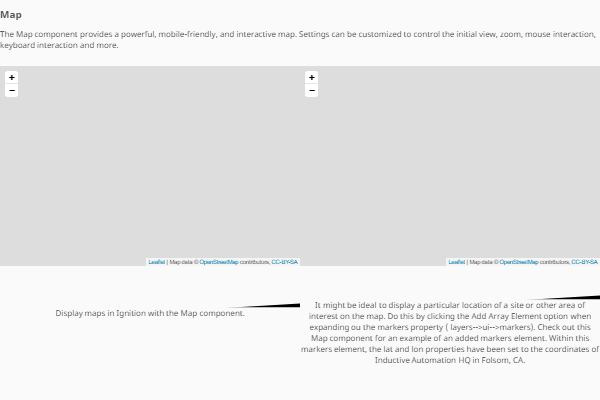 Map
The Map component provides a powerful, mobile-friendly, and interactive map. Settings can be customized to control the initial view, zoom, mouse interaction,
keyboard interaction and more.
+
−
+
−
Leaflet | Map data © OpenStreetMap contributors, CC-BY-SA
Leaflet | Map data © OpenStreetMap contributors, CC-BY-SA
Display maps in Ignition with the Map component.
It might be ideal to display a particular location of a site or other area of
interest on the map. Do this by clicking the Add Array Element option when
expanding ou the markers property ( layers-->ui-->markers). Check out this
Map component for an example of an added markers element. Within this
markers element, the lat and lon properties have been set to the coordinates of
Inductive Automation HQ in Folsom, CA.